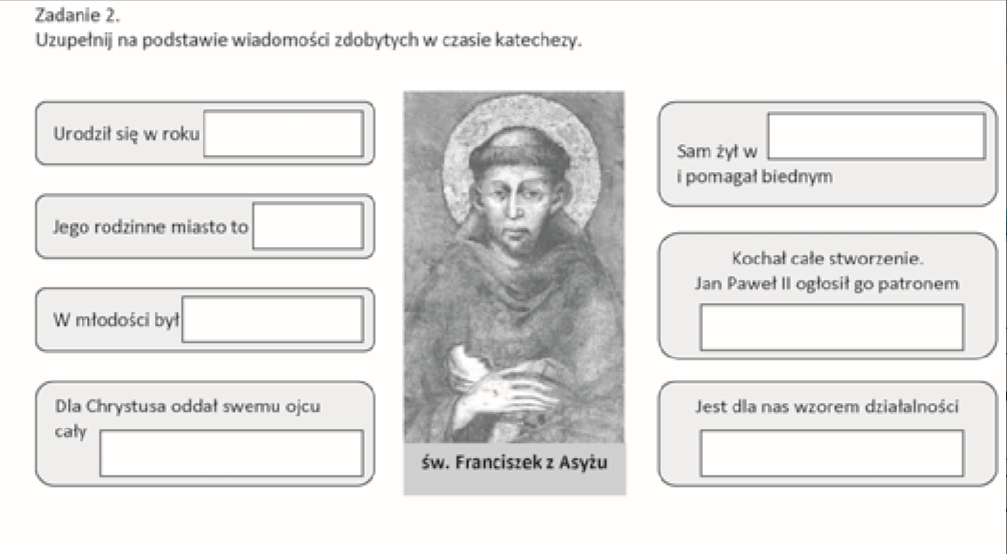 Zadanie 2.
Uzupełnij na podstawie wiadomości zdobytych w czasie katechezy.
Urodził się w roku
Jego rodzinne miasto to
W młodości był
Dla Chrystusa oddał swemu ojcu
cały
św. Franciszek z Asyżu
Sam żył w
i pomagał biednym
Kochał całe stworzenie.
Jan Paweł II ogłosił go patronem
Jest dla nas wzorem działalności